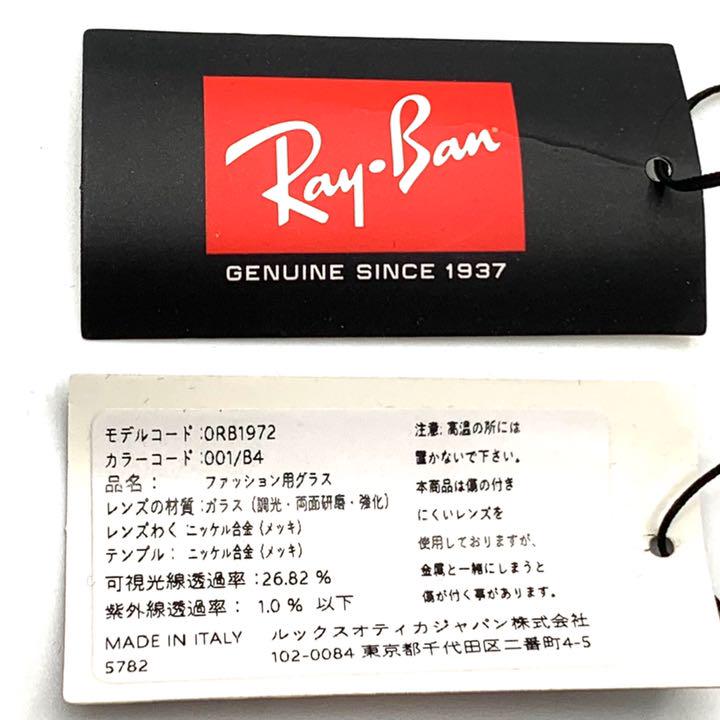 Ray-Ban
GENUINE SINCE 1937
モデルコード:0RB1972
カラーコード:001/B4
品名: ファッション用グラス
レンズの材質:ガラス(調光・両面研磨・強化)
レンズわく ニッケル合金(メッキ)
テンプル: ニッケル合金(メッキ)
可視光線透過率:26.82 %
紫外線透過率: 1.0 % 以下
MADE IN ITALY
5782
注意:高温の所には
置かないで下さい。
本商品は傷の付き
にくいレンズを
使用しておりますが、
金属と一緒にしまうと
傷が付く事があります。
ルックスオティカジャパン株式会社
102-0084 東京都千代田区二番町4-5